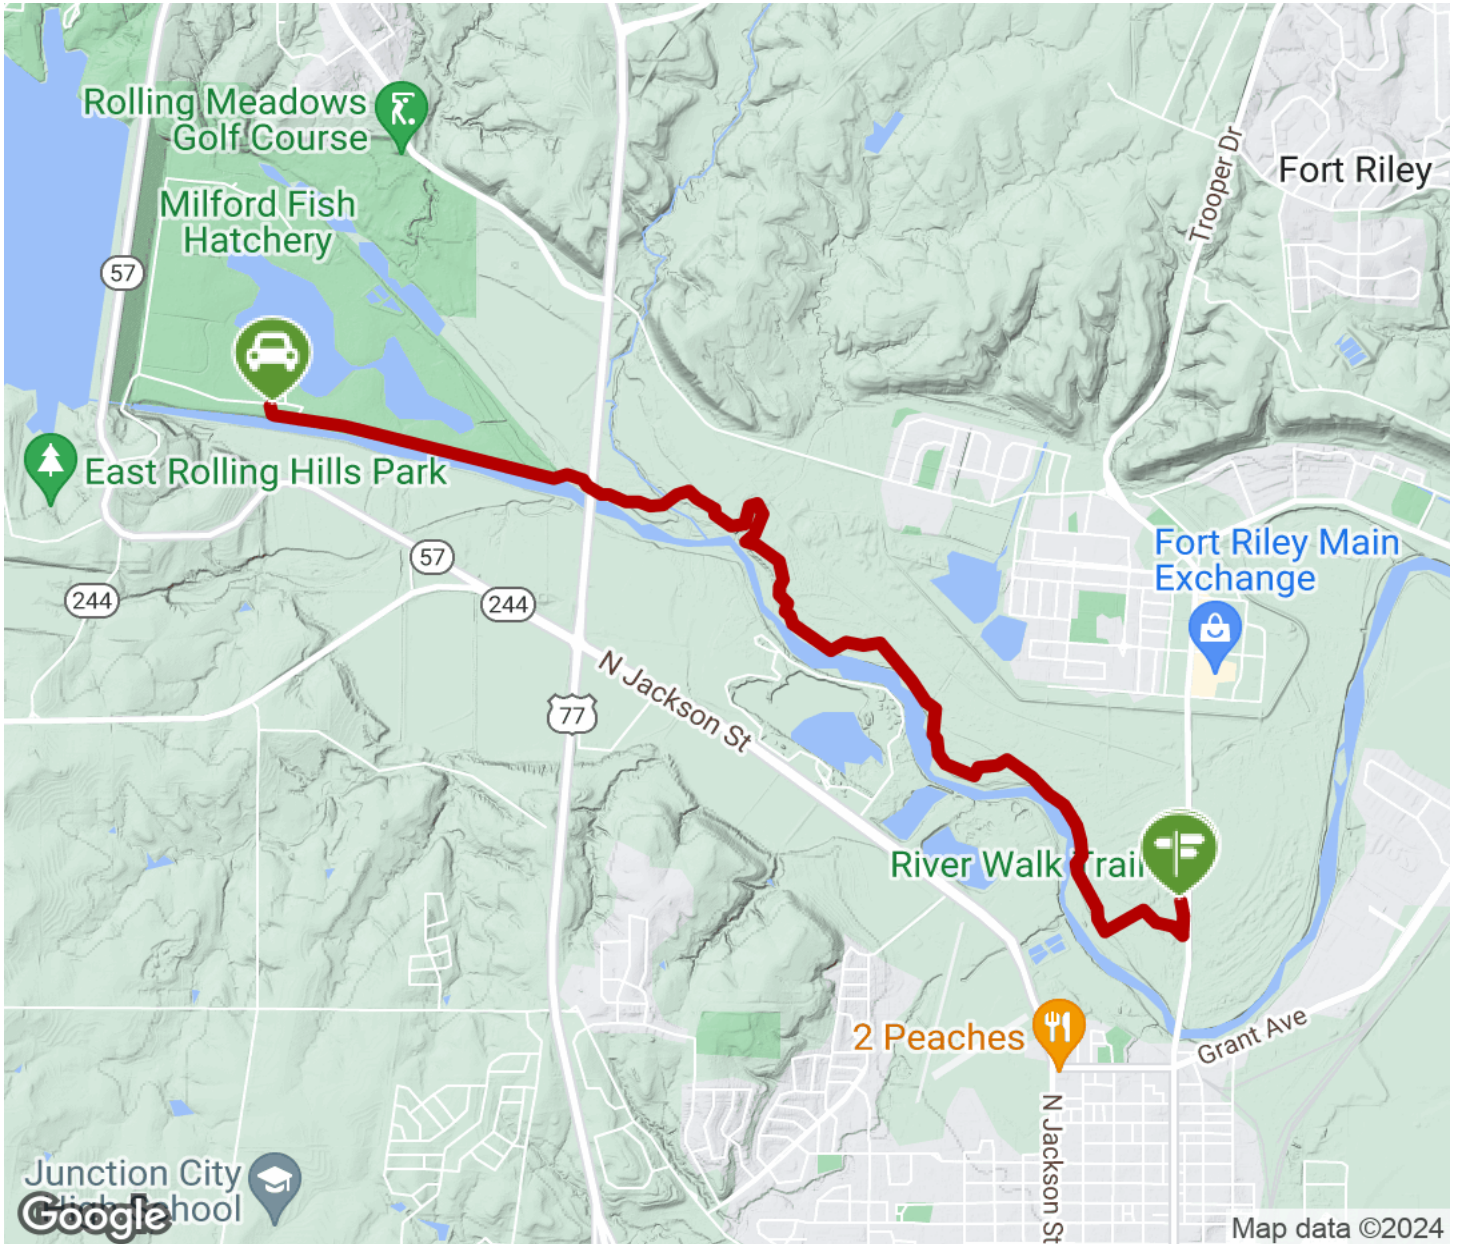 Rolling Meadows
Golf Course
Trooper Dr
Fort Riley
Milford Fish
Hatchery
57
East Rolling Hills Park
57
Fort Riley Main
Exchange
244
244
N Jackson St
77
River Walk Trail
2 Peaches
Grant Ave
N Jackson St
Junction City
High School
Google
Map data ©2024